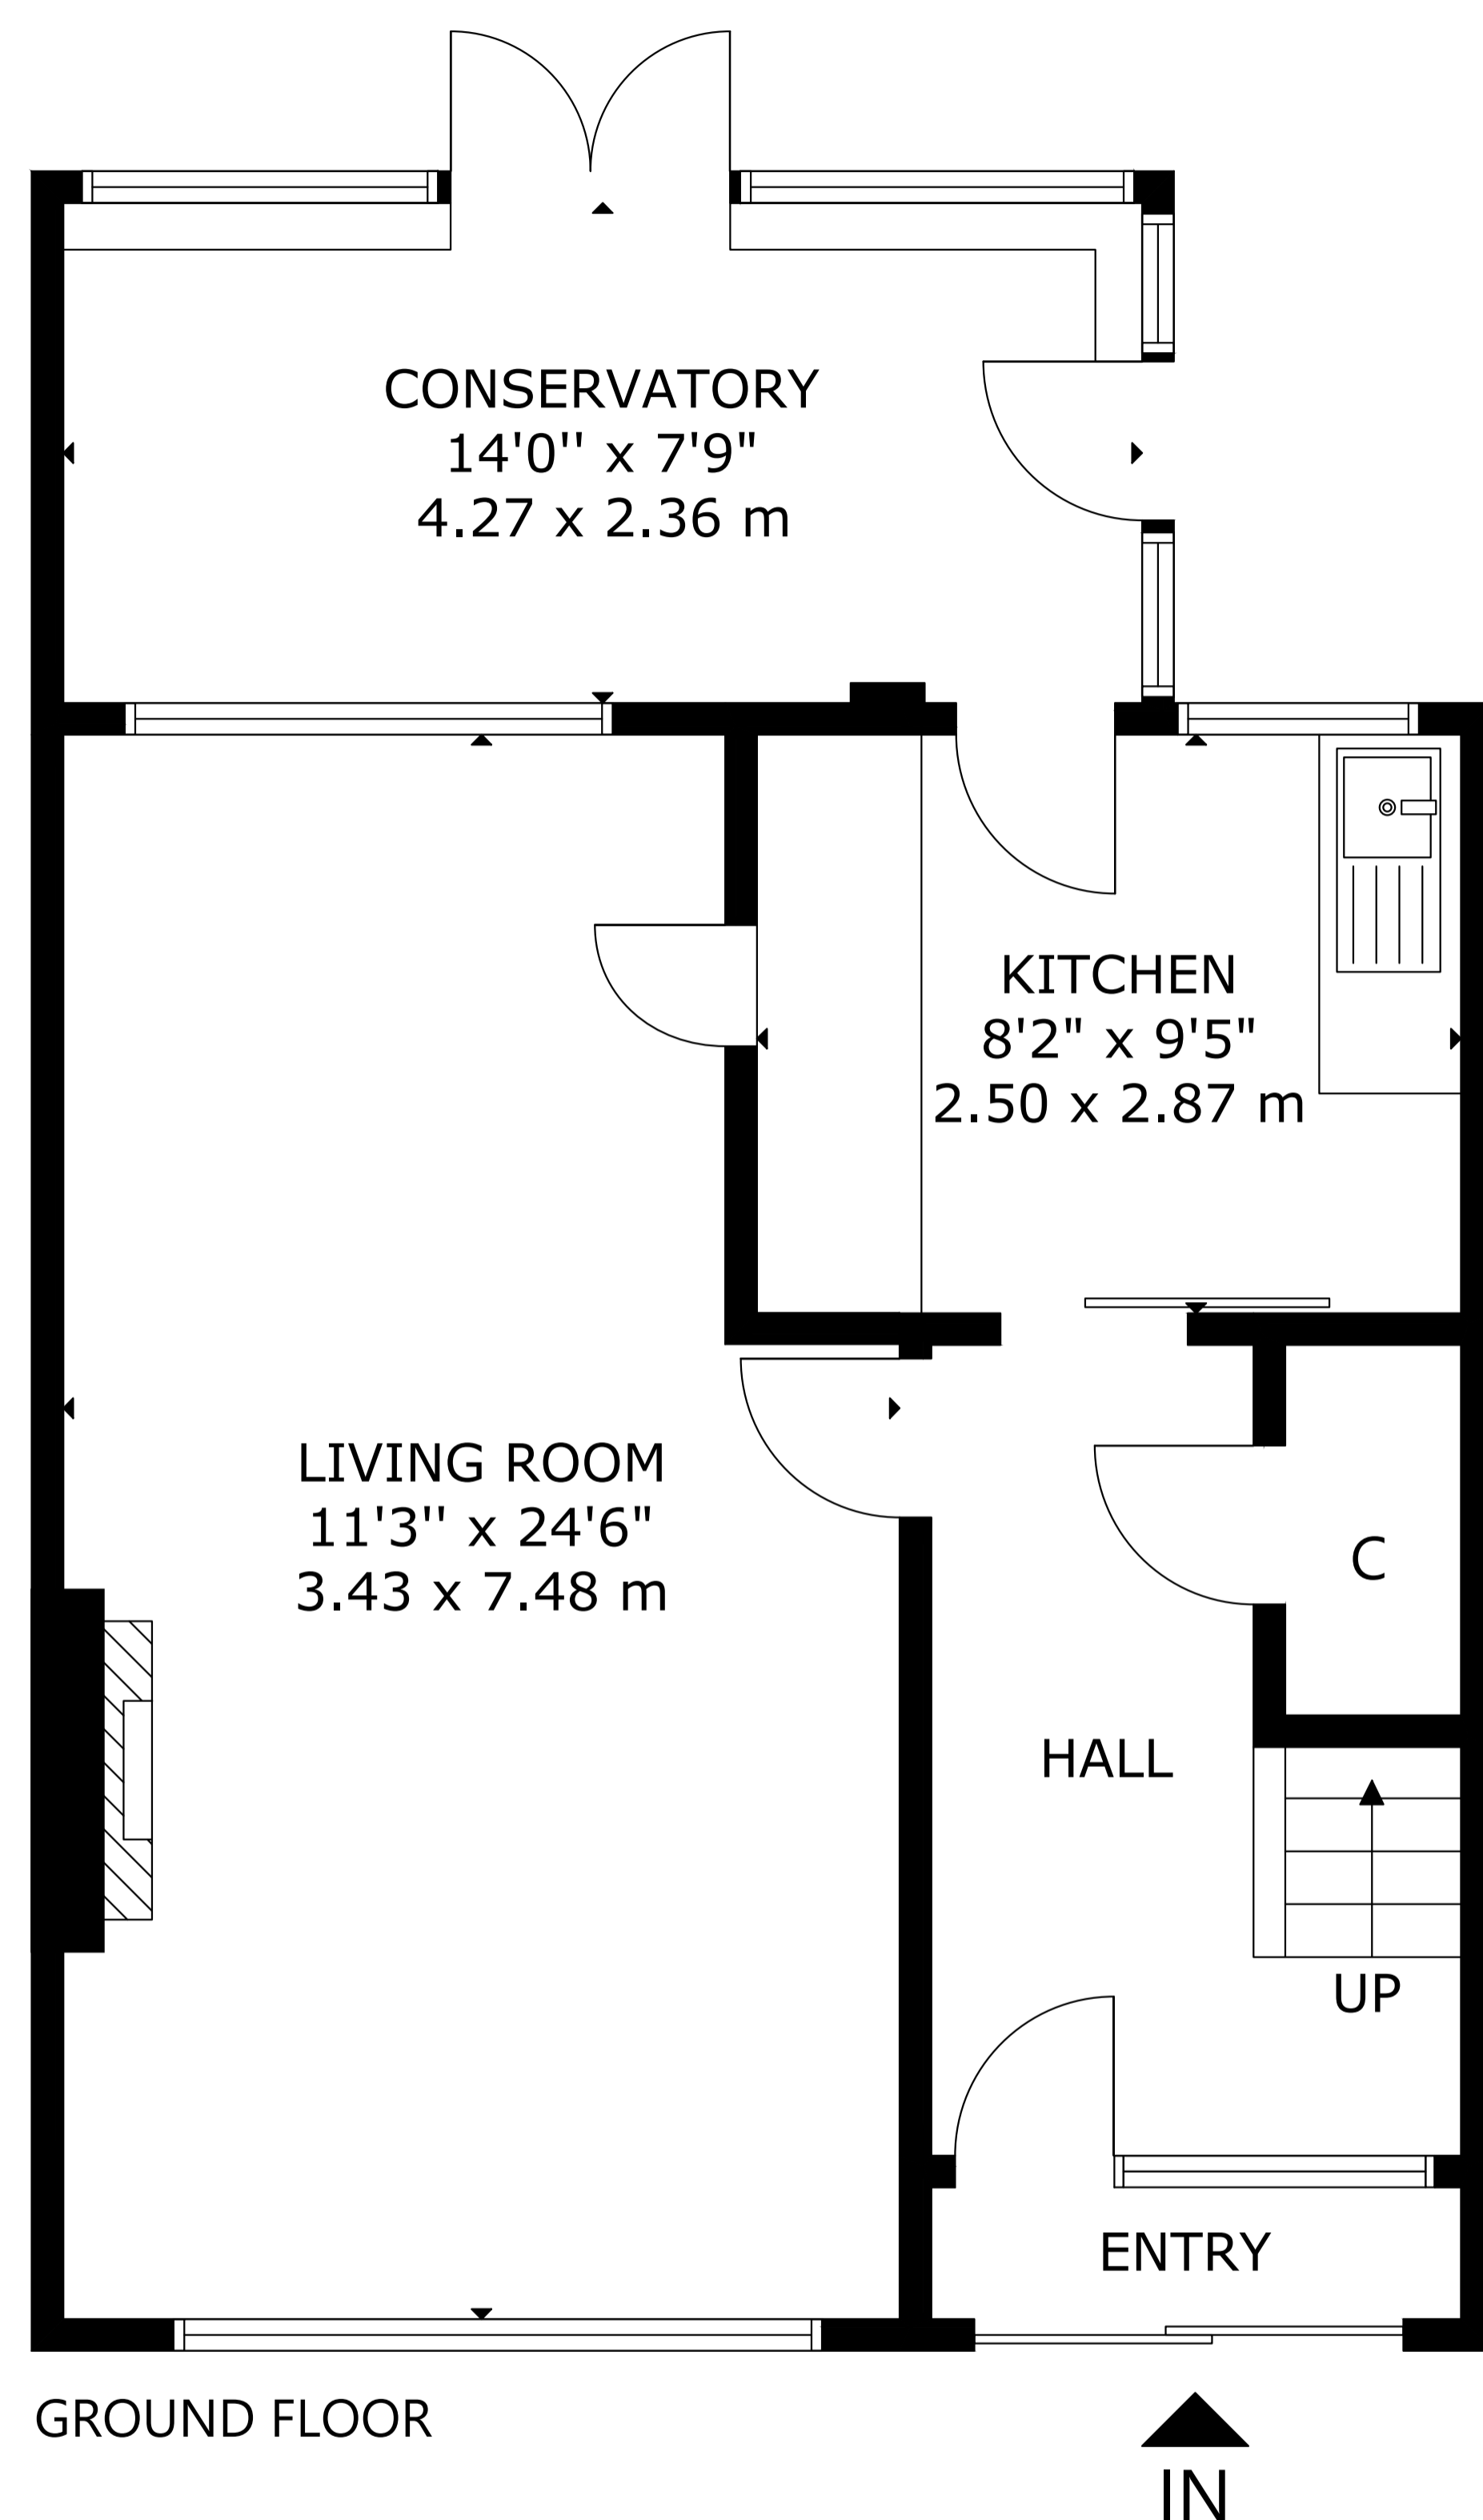 CONSERVATORY
14'0'' x 7'9''
4.27 x 2.36 m
KITCHEN
8'2'' x 9'5''
2.50 x 2.87 m
LIVING ROOM
11'3'' x 24'6''
3.43 x 7.48 m
C
HALL
UP
ENTRY
GROUND FLOOR
IN